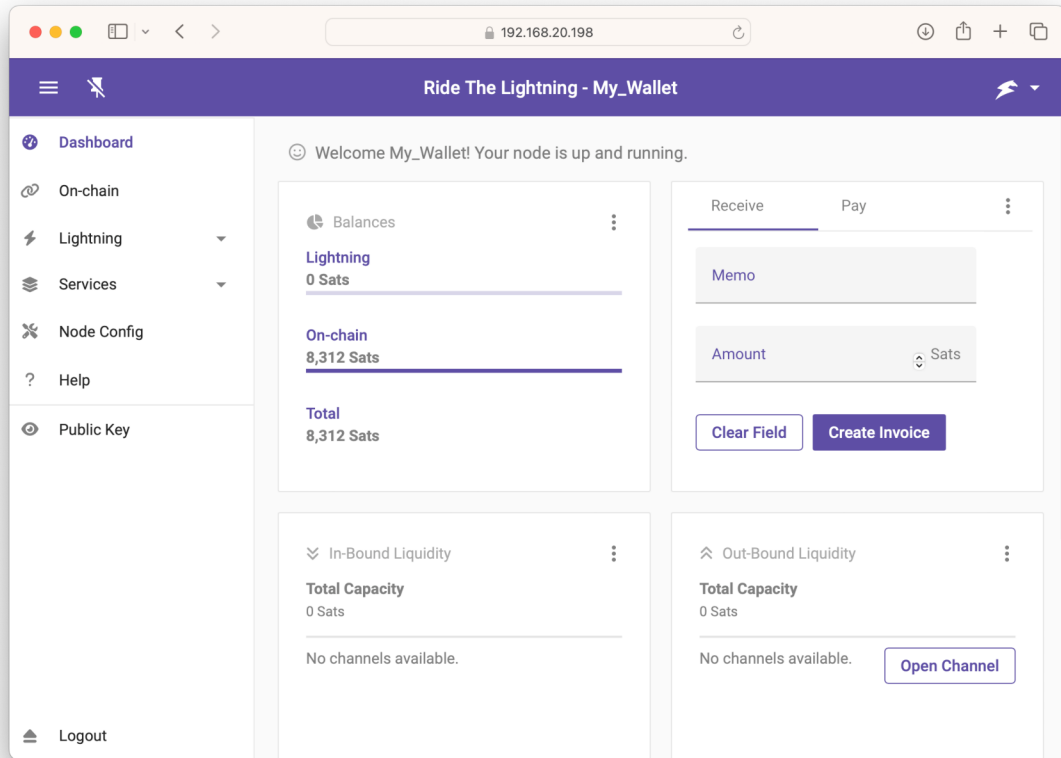 192.168.20.198
Ride The Lightning - My_Wallet
Dashboard
On-chain
Lightning
Services
Node Config
? Help
Public Key
Logout
Welcome My_Wallet! Your node is up and running.
Balances
Lightning
0 Sats
On-chain
8,312 Sats
Total
8,312 Sats
Receive Pay
Memo
Amount Sats
Clear Field Create Invoice
In-Bound Liquidity
Total Capacity
0 Sats
No channels available.
Out-Bound Liquidity
Total Capacity
0 Sats
No channels available. Open Channel